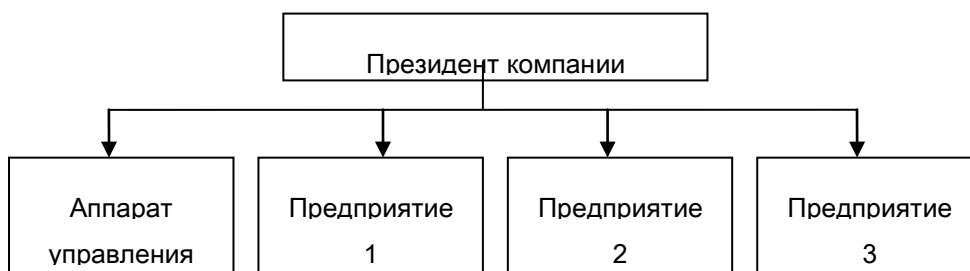 Президент компании
Аппарат
управления
Предприятие
1
Предприятие
2
Предприятие
3